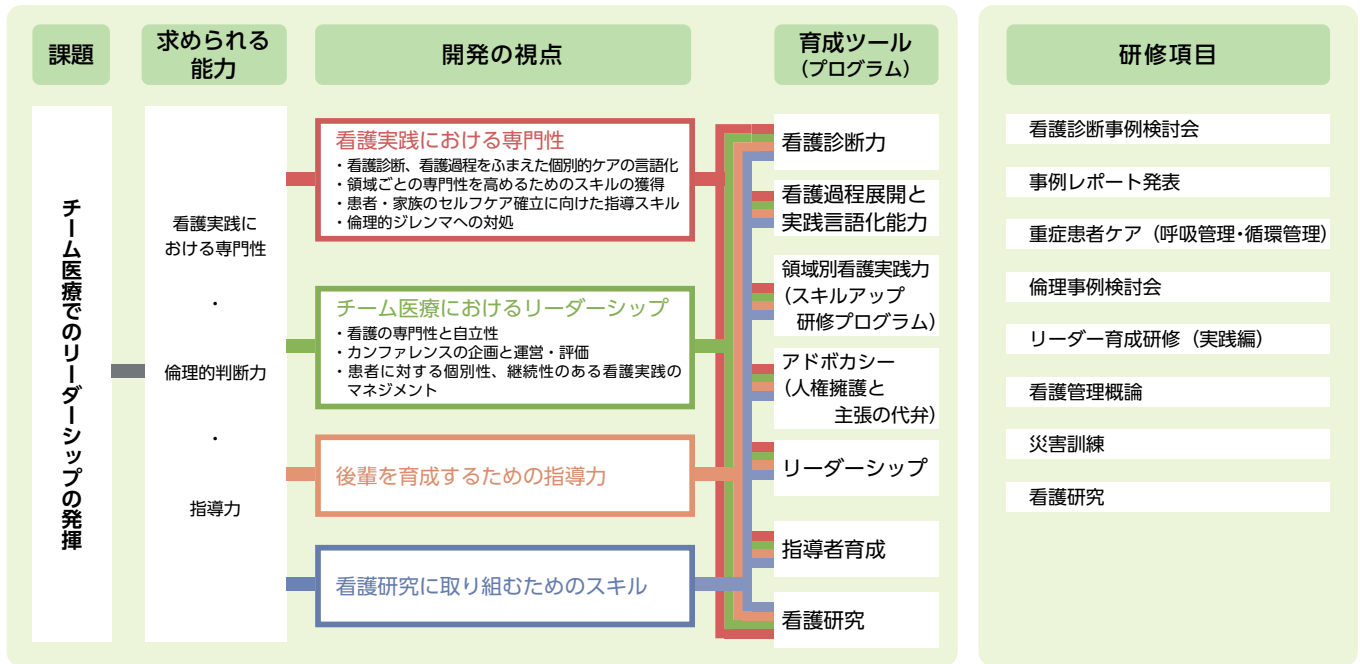 課題
求められる
能力
開発の視点
育成ツール
（プログラム）
研修項目
チーム医療でのリーダーシップの発揮
看護実践に
おける専門性
・
倫理的判断力
・
指導力
看護実践における専門性
・看護診断、看護過程をふまえた個別的ケアの言語化
・領域ごとの専門性を高めるためのスキルの獲得
・患者・家族のセルフケア確立に向けた指導スキル
・倫理的ジレンマへの対処
チーム医療におけるリーダーシップ
・看護の専門性と自立性
・カンファレンスの企画と運営・評価
・患者に対する個別性、継続性のある看護実践の
マネジメント
後輩を育成するための指導力
看護研究に取り組むためのスキル
看護診断力
看護過程展開と
実践言語化能力
領域別看護実践力
（スキルアップ
研修プログラム）
アドボカシー
（人権擁護と
主張の代弁）
リーダーシップ
指導者育成
看護研究
看護診断事例検討会
事例レポート発表
重症患者ケア（呼吸管理・循環管理）
倫理事例検討会
リーダー育成研修（実践編）
看護管理概論
災害訓練
看護研究